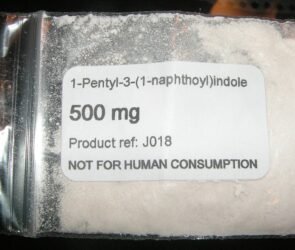 1-Pentyl-3-(1-naphthoyl)indole
500 mg
Product ref: J018
NOT FOR HUMAN CONSUMPTION